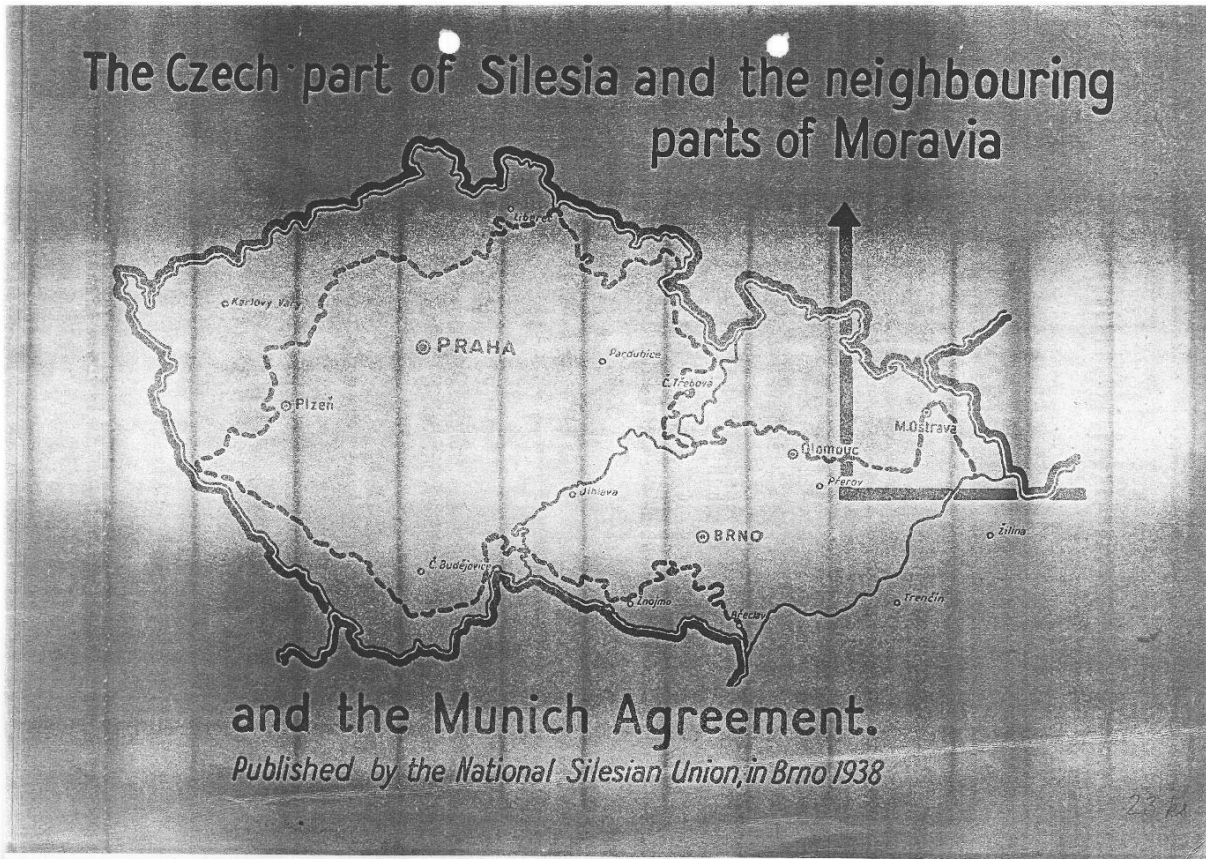 The Czech part of Silesia and the neighbouring
parts of Moravia
Liberec
Karlovy Vary
PRAHA
Pardubice
Č.Třebova
Plzeň
M.Ostrava
Olomouc
Přerov
Jihlava
BRNO
Žilina
Č.Budějovice
Znojmo
Břeclav
Trenčín
and the Munich Agreement.
Published by the National Silesian Union, in Brno 1938